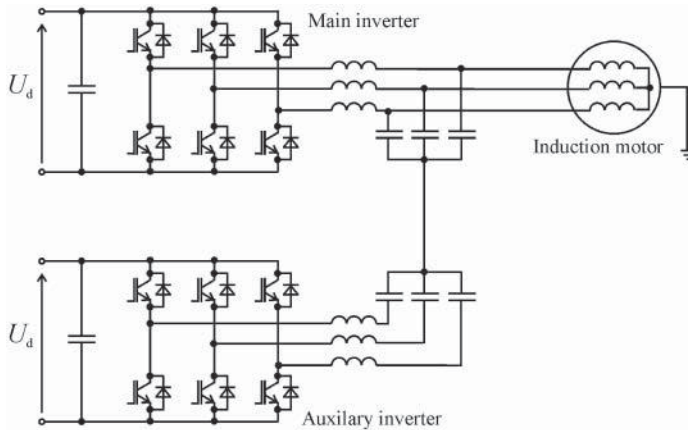 Main inverter
U_d
Induction motor
U_d
Auxilary inverter